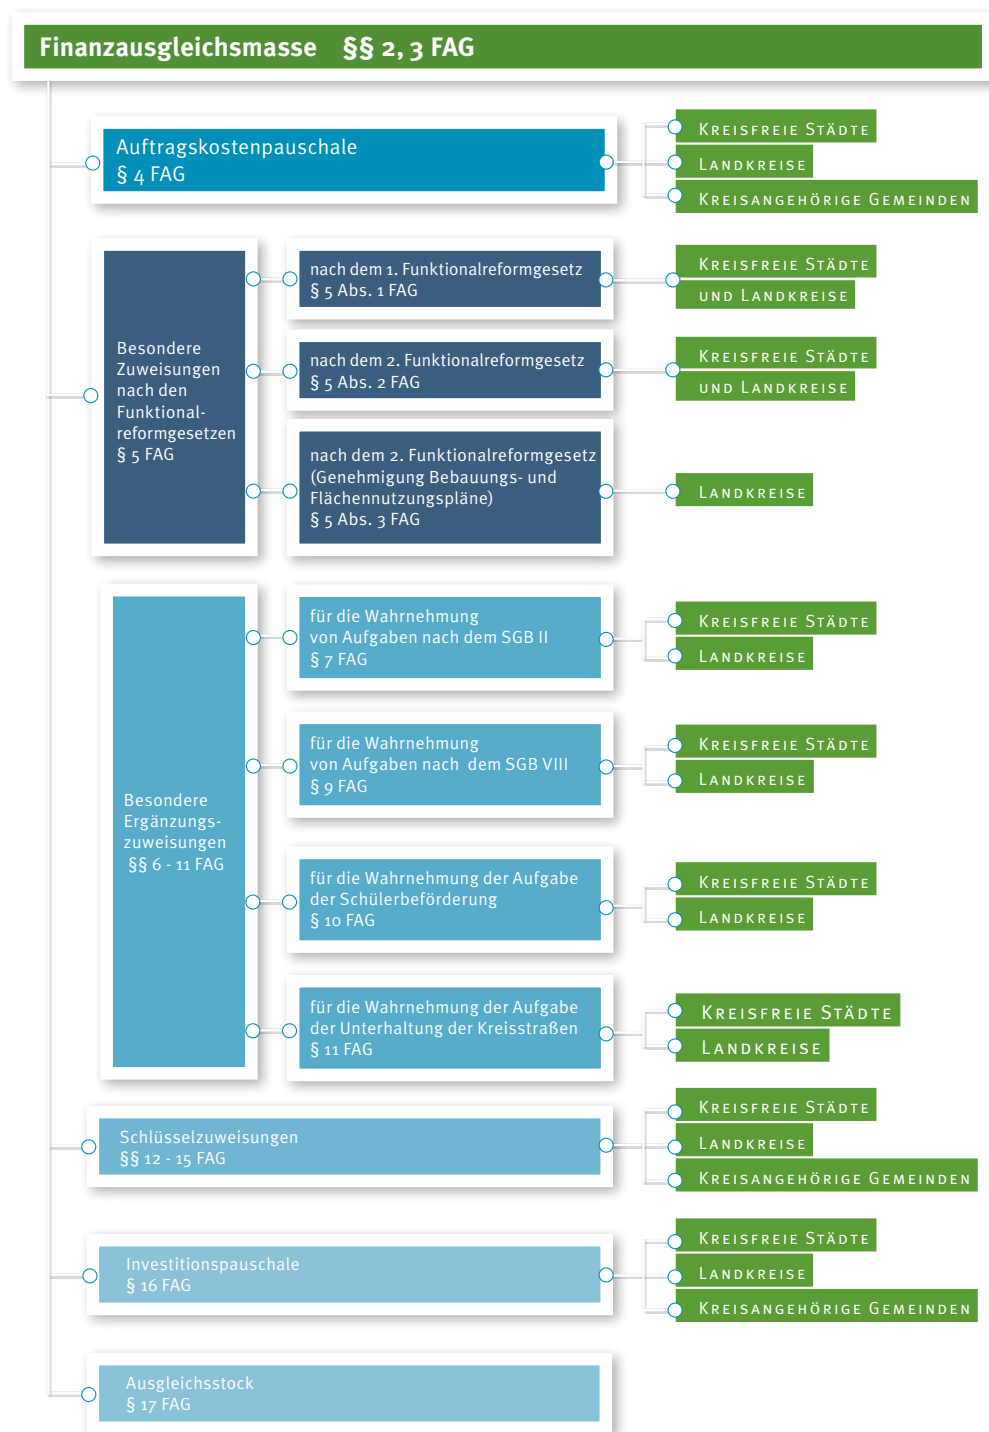 Finanzausgleichsmasse §§ 2, 3 FAG
Auftragskostenpauschale
§ 4 FAG
Kreisfreie Städte
Landkreise
Kreisangehörige Gemeinden
Besondere
Zuweisungen
nach den
Funktional-
reformgesetzen
§ 5 FAG
nach dem 1. Funktionalreformgesetz
§ 5 Abs. 1 FAG
Kreisfreie Städte
und Landkreise
nach dem 2. Funktionalreformgesetz
§ 5 Abs. 2 FAG
Kreisfreie Städte
und Landkreise
nach dem 2. Funktionalreformgesetz
(Genehmigung Bebauungs- und
Flächennutzungspläne)
§ 5 Abs. 3 FAG
Landkreise
Besondere
Ergänzungs-
zuweisungen
§§ 6 - 11 FAG
für die Wahrnehmung
von Aufgaben nach dem SGB II
§ 7 FAG
Kreisfreie Städte
Landkreise
für die Wahrnehmung
von Aufgaben nach dem SGB VIII
§ 9 FAG
Kreisfreie Städte
Landkreise
für die Wahrnehmung der Aufgabe
der Schülerbeförderung
§ 10 FAG
Kreisfreie Städte
Landkreise
für die Wahrnehmung der Aufgabe
der Unterhaltung der Kreisstraßen
§ 11 FAG
Kreisfreie Städte
Landkreise
Schlüsselzuweisungen
§§ 12 - 15 FAG
Kreisfreie Städte
Landkreise
Kreisangehörige Gemeinden
Investitionspauschale
§ 16 FAG
Kreisfreie Städte
Landkreise
Kreisangehörige Gemeinden
Ausgleichsstock
§ 17 FAG